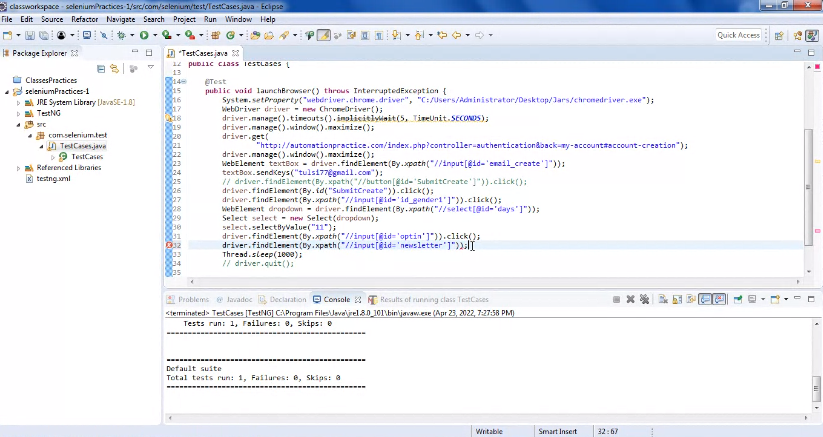 classworkspace - seleniumPractices-1/src/com/selenium/test/TestCases.java - Eclipse
File Edit Source Refactor Navigate Search Project Run Window Help
Quick Access
Package Explorer
ClassesPractices
seleniumPractices-1
JRE System Library [JavaSE-1.8]
TestNG
src
com.selenium.test
TestCases.java
TestCases
Referenced Libraries
testng.xml
*TestCases.java
12 public class TestCases {
13
14 @Test
15 public void launchBrowser() throws InterruptedException {
16 System.setProperty("webdriver.chrome.driver", "C:/Users/Administrator/Desktop/Jars/chromedriver.exe");
17 WebDriver driver = new ChromeDriver();
18 driver.manage().timeouts().implicitlyWait(5, TimeUnit.SECONDS);
19 driver.manage().window().maximize();
20 driver.get(
21 "http://automationpractice.com/index.php?controller=authentication&back=my-account#account-creation");
22 driver.manage().window().maximize();
23 WebElement textBox = driver.findElement(By.xpath("//input[@id='email_create']"));
24 textBox.sendKeys("tulsi77@gmail.com");
25 // driver.findElement(By.xpath("//button[@id='SubmitCreate']")).click();
26 driver.findElement(By.id("SubmitCreate")).click();
27 driver.findElement(By.xpath("//input[@id='id_gender1']")).click();
28 WebElement dropdown = driver.findElement(By.xpath("//select[@id='days']"));
29 Select select = new Select(dropdown);
30 select.selectByValue("11");
31 driver.findElement(By.xpath("//input[@id='optin']")).click();
32 driver.findElement(By.xpath("//input[@id='newsletter']"));
33 Thread.sleep(1000);
34 // driver.quit();
35
Problems Javadoc Declaration Console Results of running class TestCases
<terminated> TestCases [TestNG] C:\Program Files\Java\jre1.8.0_101\bin\javaw.exe (Apr 23, 2022, 7:27:58 PM)
Tests run: 1, Failures: 0, Skips: 0
===============================================
===============================================
Default suite
Total tests run: 1, Failures: 0, Skips: 0
===============================================
Writable Smart Insert 32 : 67